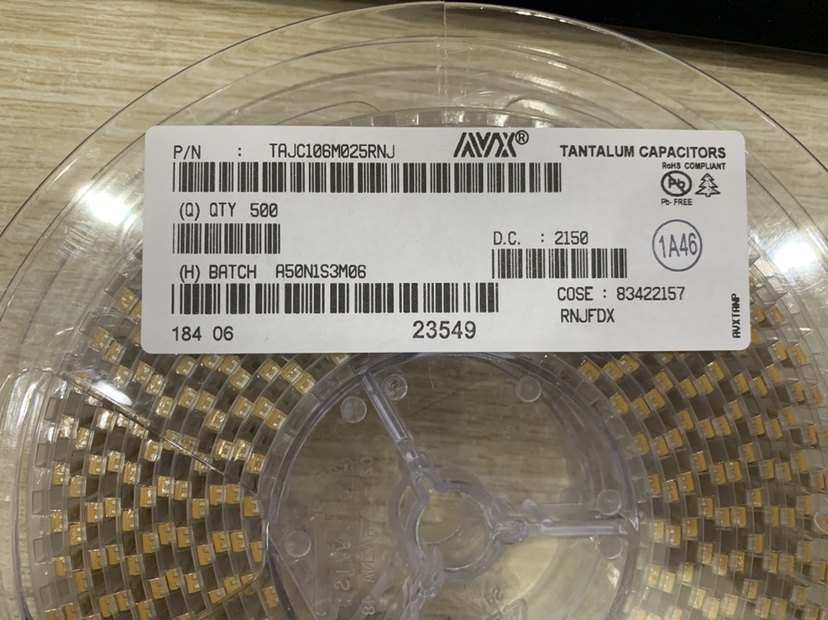 P/N : TAJC106M025RNJ
AVX®
TANTALUM CAPACITORS
RoHS COMPLIANT
Pb
Pb- FREE
(Q) QTY 500
D.C. : 2150
1A46
(H) BATCH A50N1S3M06
COSE : 83422157
RNJFDX
184 06
23549
AVXTANP